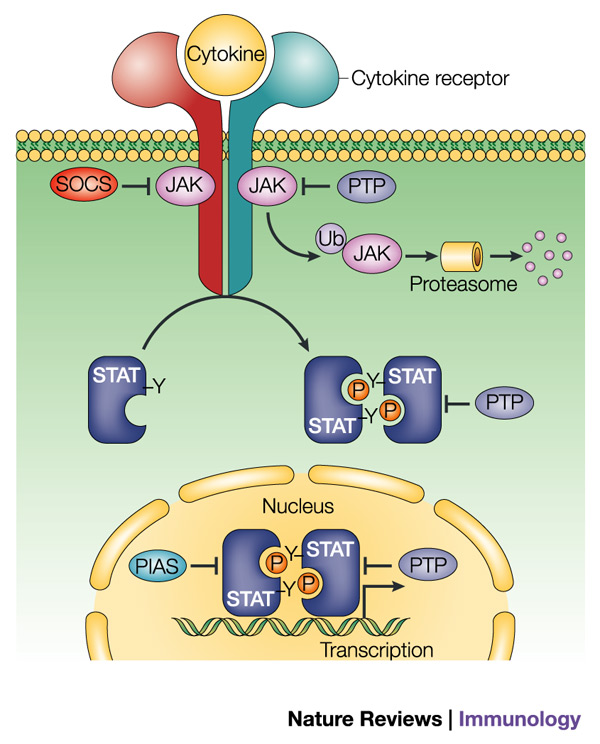 Cytokine
Cytokine receptor
SOCS
JAK
JAK
PTP
Ub
JAK
Proteasome
STAT
Y
P
Y
STAT
STAT
Y
P
PTP
Nucleus
PIAS
P
Y
STAT
PTP
STAT
Y
P
Transcription
Nature Reviews | Immunology